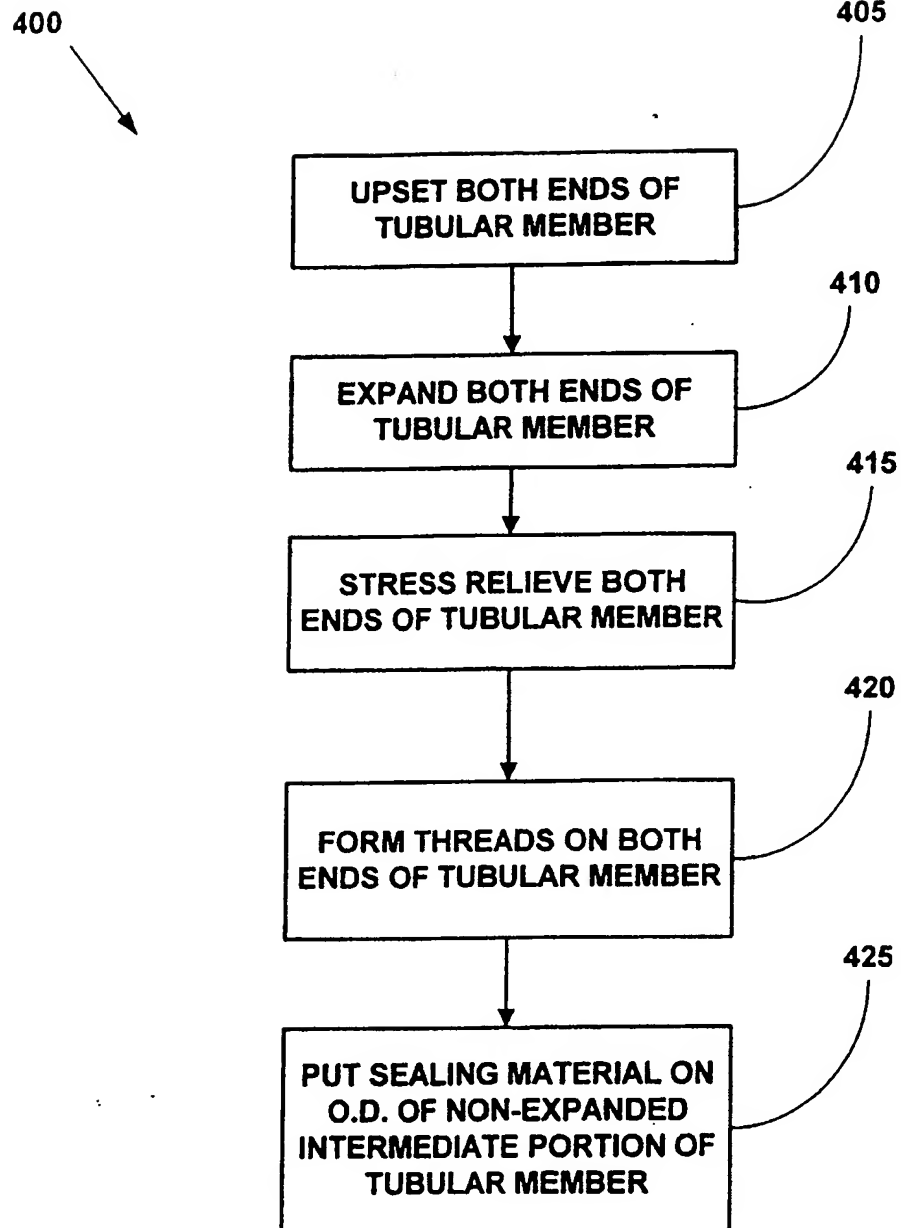 400
405
UPSET BOTH ENDS OF
TUBULAR MEMBER
410
EXPAND BOTH ENDS OF
TUBULAR MEMBER
415
STRESS RELIEVE BOTH
ENDS OF TUBULAR MEMBER
420
FORM THREADS ON BOTH
ENDS OF TUBULAR MEMBER
425
PUT SEALING MATERIAL ON
O.D. OF NON-EXPANDED
INTERMEDIATE PORTION OF
TUBULAR MEMBER